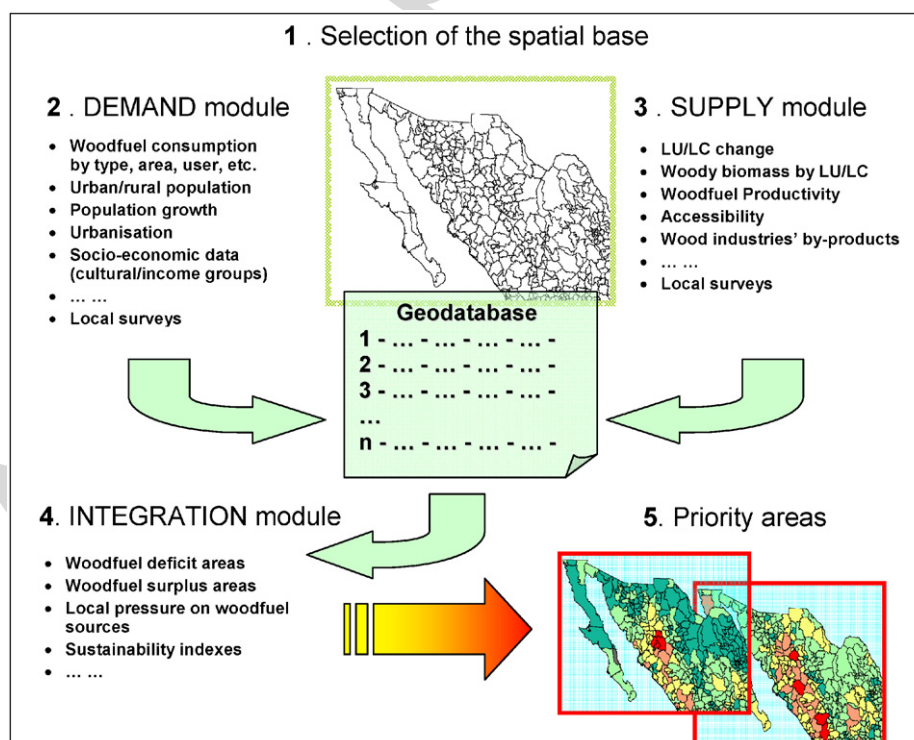 1 . Selection of the spatial base
2 . DEMAND module
• Woodfuel consumption
by type, area, user, etc.
• Urban/rural population
• Population growth
• Urbanisation
• Socio-economic data
(cultural/income groups)
• ... ...
• Local surveys
3 . SUPPLY module
• LU/LC change
• Woody biomass by LU/LC
• Woodfuel Productivity
• Accessibility
• Wood industries' by-products
• ... ...
• Local surveys
Geodatabase
1 - ... - ... - ... - ... -
2 - ... - ... - ... - ... -
3 - ... - ... - ... - ... -
...
n - ... - ... - ... - ... -
4. INTEGRATION module
• Woodfuel deficit areas
• Woodfuel surplus areas
• Local pressure on woodfuel
sources
• Sustainability indexes
• ... ...
5. Priority areas